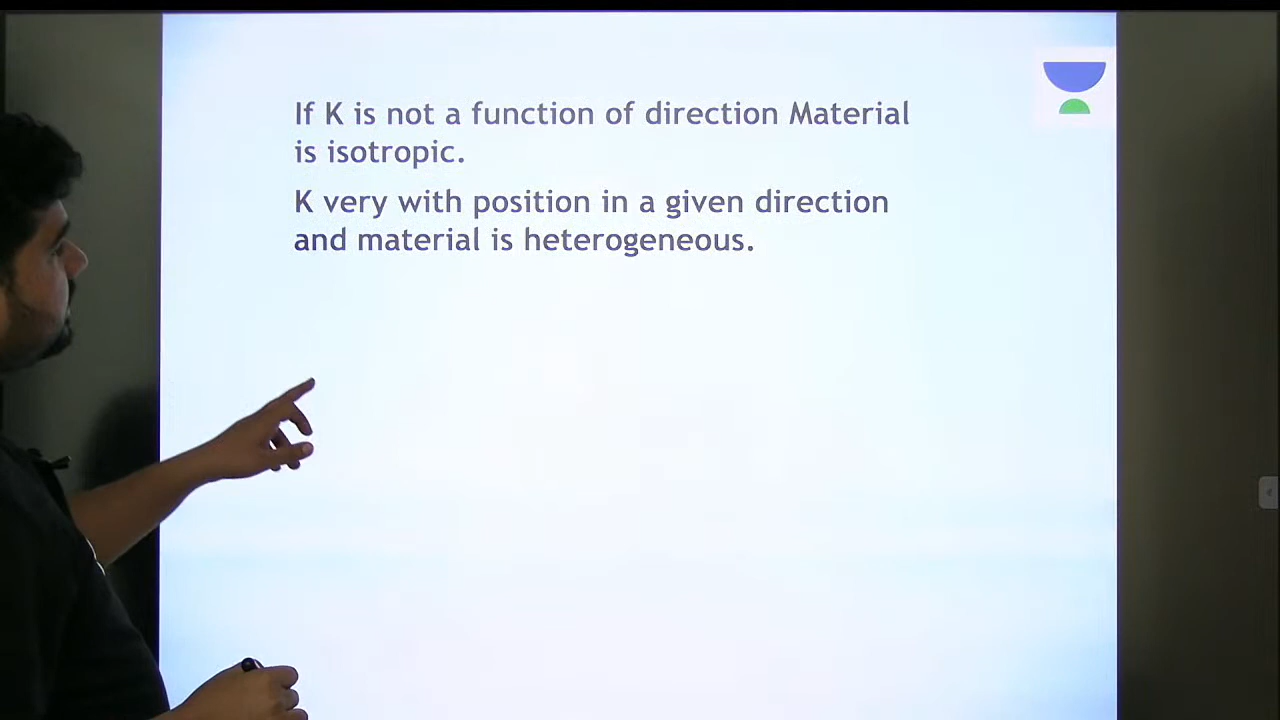 If K is not a function of direction Material
is isotropic.
K very with position in a given direction
and material is heterogeneous.